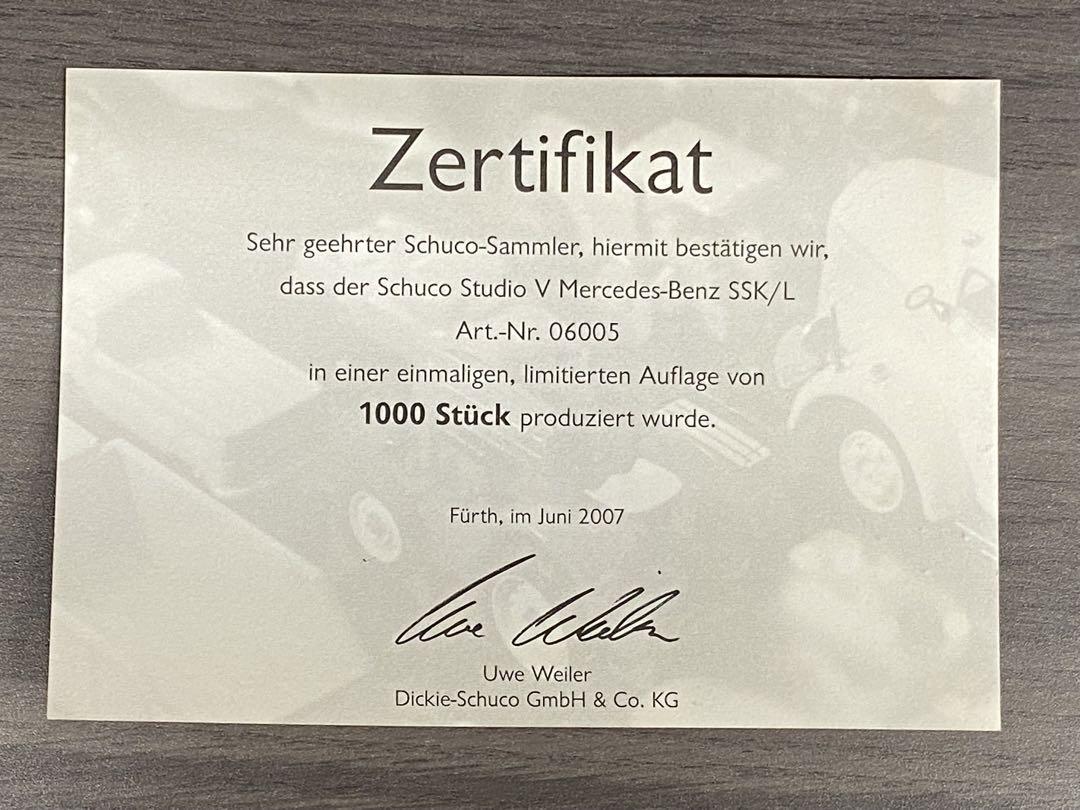 Zertifikat
Sehr geehrter Schuco-Sammler, hiermit bestätigen wir,
dass der Schuco Studio V Mercedes-Benz SSK/L
Art.-Nr. 06005
in einer einmaligen, limitierten Auflage von
1000 Stück produziert wurde.
Fürth, im Juni 2007
Uwe Weiler
Uwe Weiler
Dickie-Schuco GmbH & Co. KG